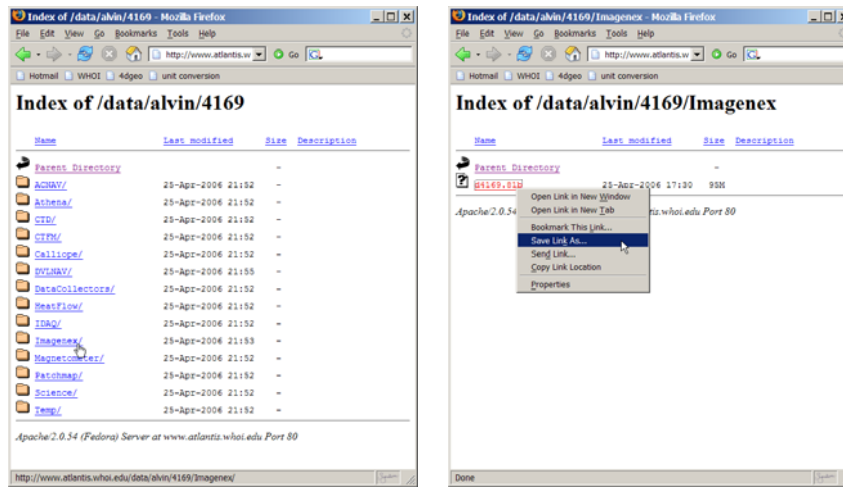 Index of /data/alvin/4169 - Mozilla Firefox
File Edit View Go Bookmarks Tools Help
http://www.atlantis.w Go
Hotmail WHOI 4dgeo unit conversion
Index of /data/alvin/4169
Name Last modified Size Description
Parent Directory -
ACNAV/ 25-Apr-2006 21:52 -
Athena/ 25-Apr-2006 21:52 -
CTD/ 25-Apr-2006 21:52 -
CTFM/ 25-Apr-2006 21:52 -
Calliope/ 25-Apr-2006 21:52 -
DVLNAV/ 25-Apr-2006 21:55 -
DataCollectors/ 25-Apr-2006 21:52 -
HeatFlow/ 25-Apr-2006 21:52 -
IDAQ/ 25-Apr-2006 21:52 -
Imagenex/ 25-Apr-2006 21:53 -
Magnetometer/ 25-Apr-2006 21:52 -
Patchmap/ 25-Apr-2006 21:52 -
Science/ 25-Apr-2006 21:52 -
Temp/ 25-Apr-2006 21:52 -
Apache/2.0.54 (Fedora) Server at www.atlantis.whoi.edu Port 80
http://www.atlantis.whoi.edu/data/alvin/4169/Imagenex/
Index of /data/alvin/4169/Imagenex - Mozilla Firefox
File Edit View Go Bookmarks Tools Help
http://www.atlantis.w Go
Hotmail WHOI 4dgeo unit conversion
Index of /data/alvin/4169/Imagenex
Name Last modified Size Description
Parent Directory -
d4169.81b 25-Apr-2006 17:30 95M
Apache/2.0.54 tis.whoi.edu Port 80
Open Link in New Window
Open Link in New Tab
Bookmark This Link...
Save Link As...
Send Link...
Copy Link Location
Properties
Done